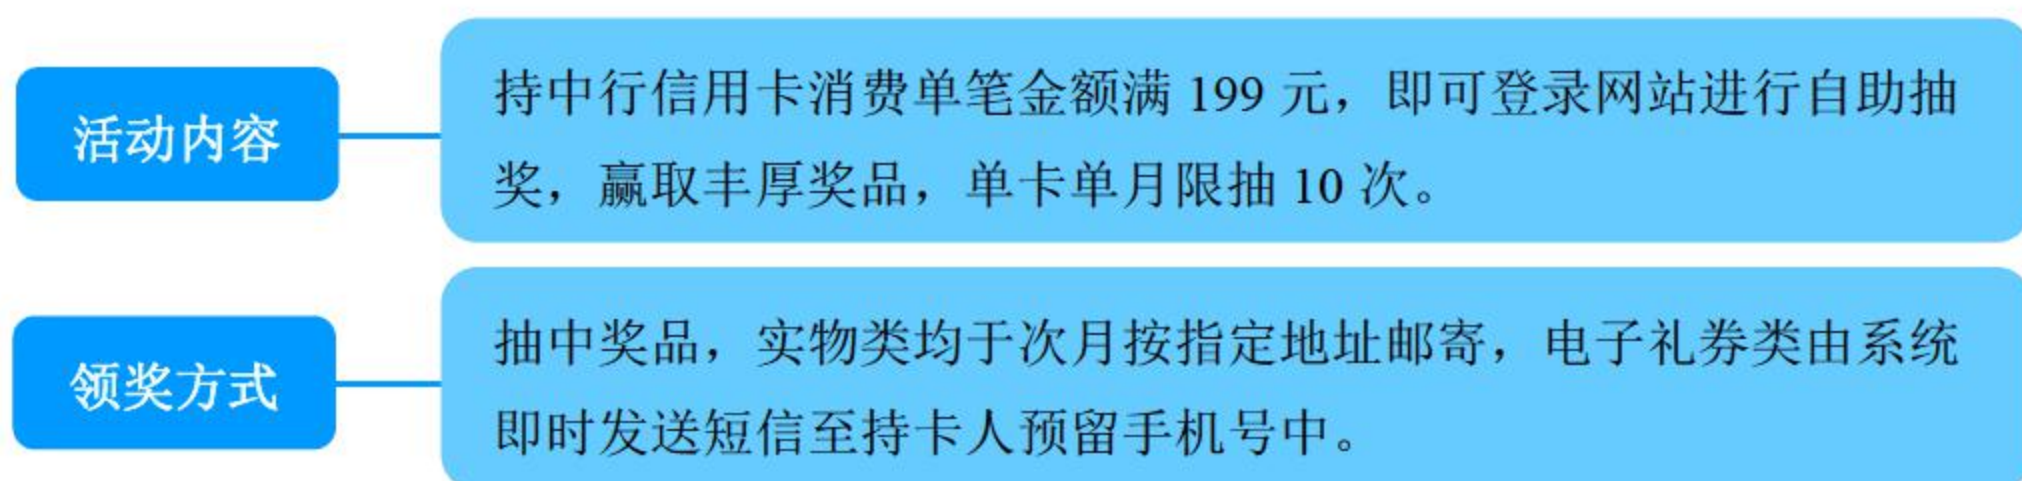 活动内容
持中行信用卡消费单笔金额满 199 元，即可登录网站进行自助抽
奖，赢取丰厚奖品，单卡单月限抽 10 次。
领奖方式
抽中奖品，实物类均于次月按指定地址邮寄，电子礼券类由系统
即时发送短信至持卡人预留手机号中。